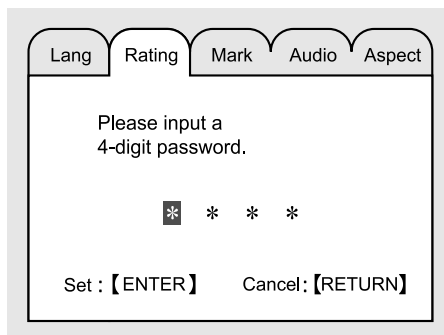 Lang Rating Mark Audio Aspect
Please input a
4-digit password.
* * * *
Set :【ENTER】 Cancel:【RETURN】